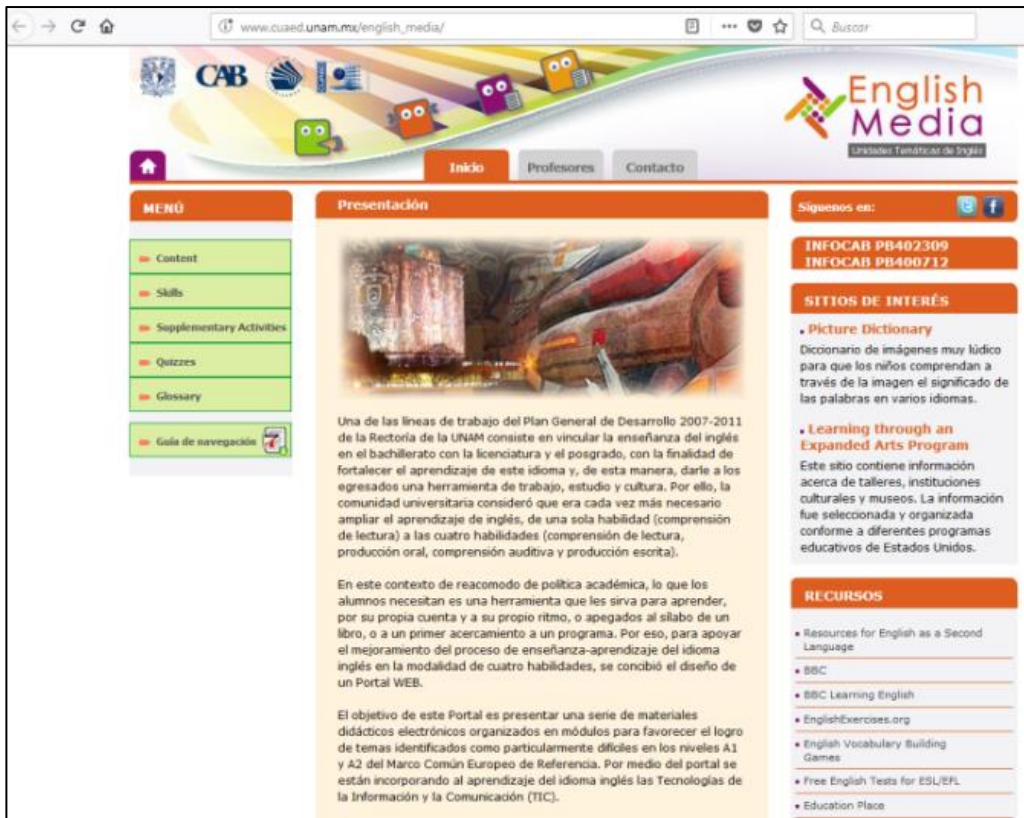 www.cuaed.unam.mx/english_media/
Buscar
CAB
English
Media
Unidades Temáticas de Inglés
Inicio
Profesores
Contacto
MENÚ
Content
Skills
Supplementary Activities
Quizzes
Glossary
Guía de navegación
Presentación
Una de las líneas de trabajo del Plan General de Desarrollo 2007-2011
de la Rectoría de la UNAM consiste en vincular la enseñanza del inglés
en el bachillerato con la licenciatura y el posgrado, con la finalidad de
fortalecer el aprendizaje de este idioma y, de esta manera, darle a los
egresados una herramienta de trabajo, estudio y cultura. Por ello, la
comunidad universitaria consideró que era cada vez más necesario
ampliar el aprendizaje de inglés, de una sola habilidad (comprensión
de lectura) a las cuatro habilidades (comprensión de lectura,
producción oral, comprensión auditiva y producción escrita).
En este contexto de reacomodo de política académica, lo que los
alumnos necesitan es una herramienta que les sirva para aprender,
por su propia cuenta y a su propio ritmo, o apegados al sílabo de un
libro, o a un primer acercamiento a un programa. Por eso, para apoyar
el mejoramiento del proceso de enseñanza-aprendizaje del idioma
inglés en la modalidad de cuatro habilidades, se concibió el diseño de
un Portal WEB.
El objetivo de este Portal es presentar una serie de materiales
didácticos electrónicos organizados en módulos para favorecer el logro
de temas identificados como particularmente difíciles en los niveles A1
y A2 del Marco Común Europeo de Referencia. Por medio del portal se
están incorporando al aprendizaje del idioma inglés las Tecnologías de
la Información y la Comunicación (TIC).
Síguenos en:
INFOCAB PB402309
INFOCAB PB400712
SITIOS DE INTERÉS
Picture Dictionary
Diccionario de imágenes muy lúdico
para que los niños comprendan a
través de la imagen el significado de
las palabras en varios idiomas.
Learning through an
Expanded Arts Program
Este sitio contiene información
acerca de talleres, instituciones
culturales y museos. La información
fue seleccionada y organizada
conforme a diferentes programas
educativos de Estados Unidos.
RECURSOS
Resources for English as a Second
Language
BBC
BBC Learning English
EnglishExercises.org
English Vocabulary Building
Games
Free English Tests for ESL/EFL
Education Place